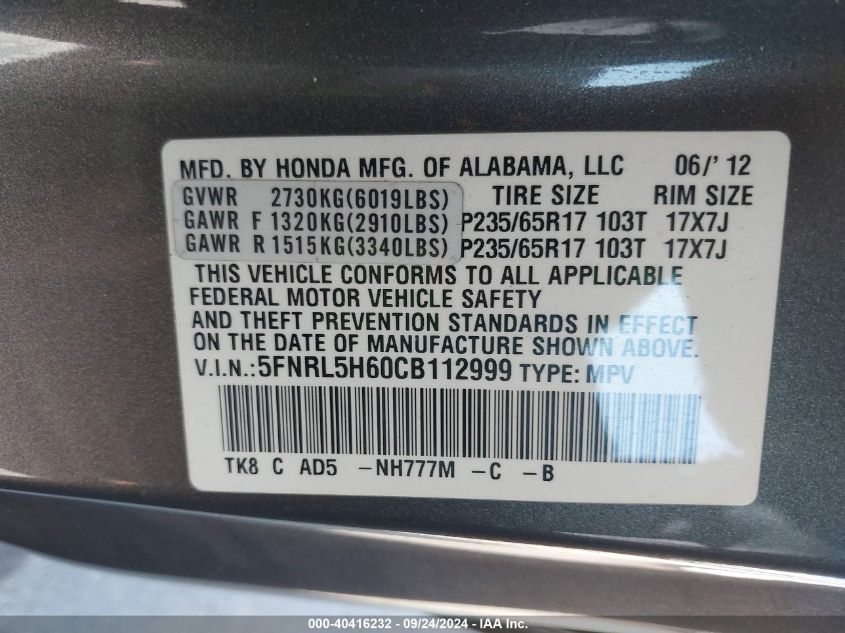 MFD. BY HONDA MFG. OF ALABAMA, LLC 06/' 12
GVWR 2730KG(6019LBS) TIRE SIZE RIM SIZE
GAWR F 1320KG(2910LBS) P235/65R17 103T 17X7J
GAWR R 1515KG(3340LBS) P235/65R17 103T 17X7J
THIS VEHICLE CONFORMS TO ALL APPLICABLE
FEDERAL MOTOR VEHICLE SAFETY
AND THEFT PREVENTION STANDARDS IN EFFECT
ON THE DATE OF MANUFACTURE SHOWN ABOVE.
V.I.N.: 5FNRL5H60CB112999 TYPE: MPV
TK8 C AD5 -NH777M -C -B
000-40416232 - 09/24/2024 - IAA Inc.